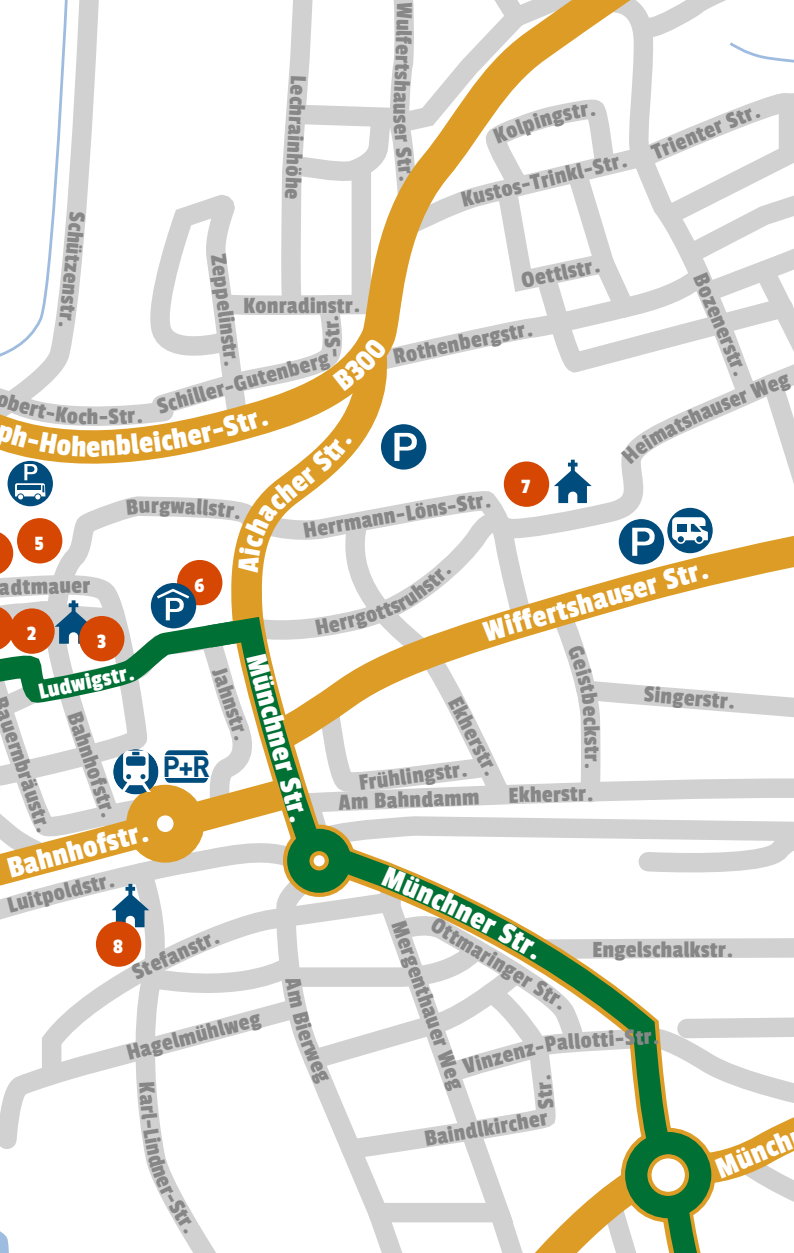 Wulfertshauser Str.
Lechrainhöhe
Kolpingstr.
Trienter Str.
Kustos-Trinkl-Str.
Schützenstr.
Zeppelinstr.
Oettlstr.
Bozenerstr.
Konradinstr.
Rothenbergstr.
Schiller-Gutenberg-Str.
B300
Heimatshauser Weg
obert-Koch-Str.
ph-Hohenbleicher-Str.
Aichacher Str.
P
P
7
Burgwallstr.
Herrmann-Löns-Str.
5
P
adtmauer
6
P
Herrgottsruhstr.
Wiffertshauser Str.
2
3
Ludwigstr.
Münchner Str.
Jahnstr.
Geistbeckstr.
Singerstr.
Bauernbräustr.
Bahnhofstr.
Ekherstr.
P+R
Frühlingstr.
Am Bahndamm
Ekherstr.
Bahnhofstr.
Luitpoldstr.
Münchner Str.
8
Stefanstr.
Mergenthauer Weg
Ottmaringer Str.
Engelschalkstr.
Am Bierweg
Hagelmühlweg
Vinzenz-Pallotti-Str.
Karl-Lindner-Str.
Baindlkircher Str.
Münchn